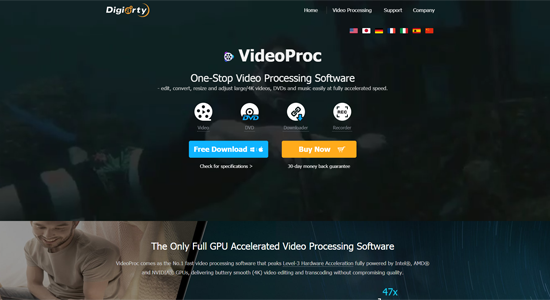 Digiarty
Home Video Processing Support Company
VideoProc
One-Stop Video Processing Software
- edit, convert, resize and adjust large/4K videos, DVDs and music easily at fully accelerated speed.
DVD REC
Video DVD Downloader Recorder
Free Download Buy Now
Check for specifications > 30-day money back guarantee
The Only Full GPU Accelerated Video Processing Software
VideoProc comes as the No.1 fast video processing software that peaks Level-3 Hardware Acceleration fully powered by Intel®, AMD®
and NVIDIA® GPUs, delivering buttery smooth (4K) video editing and transcoding without compromising quality.
47x